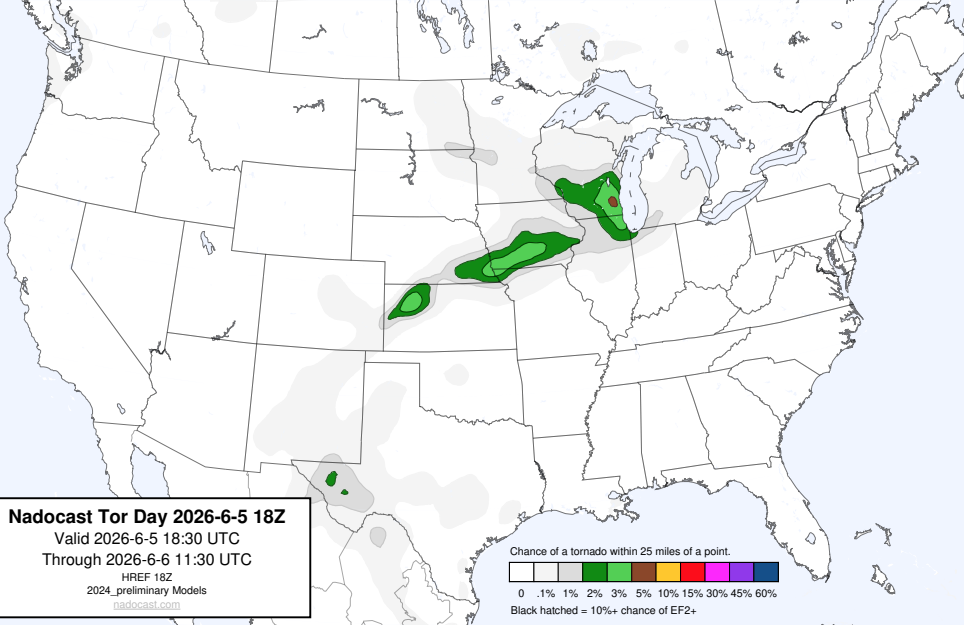 Nadocast Tor Day 2026-6-5 18Z
Valid 2026-6-5 18:30 UTC
Through 2026-6-6 11:30 UTC
HREF 18Z
2024_preliminary Models
nadocast.com
Chance of a tornado within 25 miles of a point.
0 .1% 1% 2% 3% 5% 10% 15% 30% 45% 60%
Black hatched = 10%+ chance of EF2+